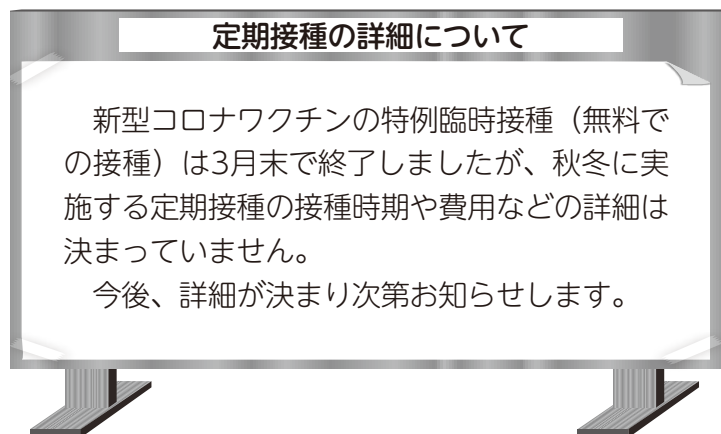 定期接種の詳細について
　新型コロナワクチンの特例臨時接種（無料で
の接種）は3月末で終了しましたが、秋冬に実
施する定期接種の接種時期や費用などの詳細は
決まっていません。
　今後、詳細が決まり次第お知らせします。